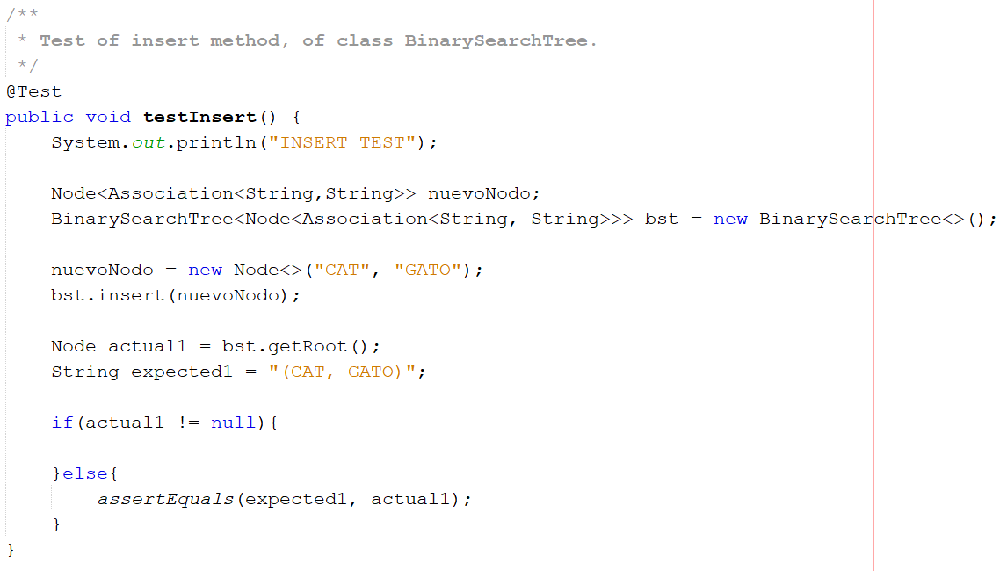 /**
 * Test of insert method, of class BinarySearchTree.
 */
@Test
public void testInsert() {
    System.out.println("INSERT TEST");

    Node<Association<String,String>> nuevoNodo;
    BinarySearchTree<Node<Association<String, String>>> bst = new BinarySearchTree<>();

    nuevoNodo = new Node<>("CAT", "GATO");
    bst.insert(nuevoNodo);

    Node actual1 = bst.getRoot();
    String expected1 = "(CAT, GATO)";

    if(actual1 != null){

    }else{
        assertEquals(expected1, actual1);
    }
}